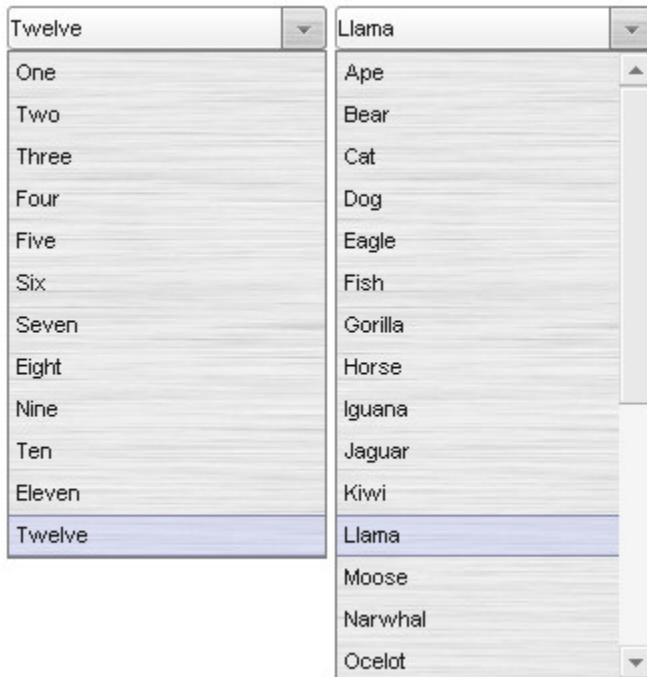 Twelve
One
Two
Three
Four
Five
Six
Seven
Eight
Nine
Ten
Eleven
Twelve
Llama
Ape
Bear
Cat
Dog
Eagle
Fish
Gorilla
Horse
Iguana
Jaguar
Kiwi
Llama
Moose
Narwhal
Ocelot